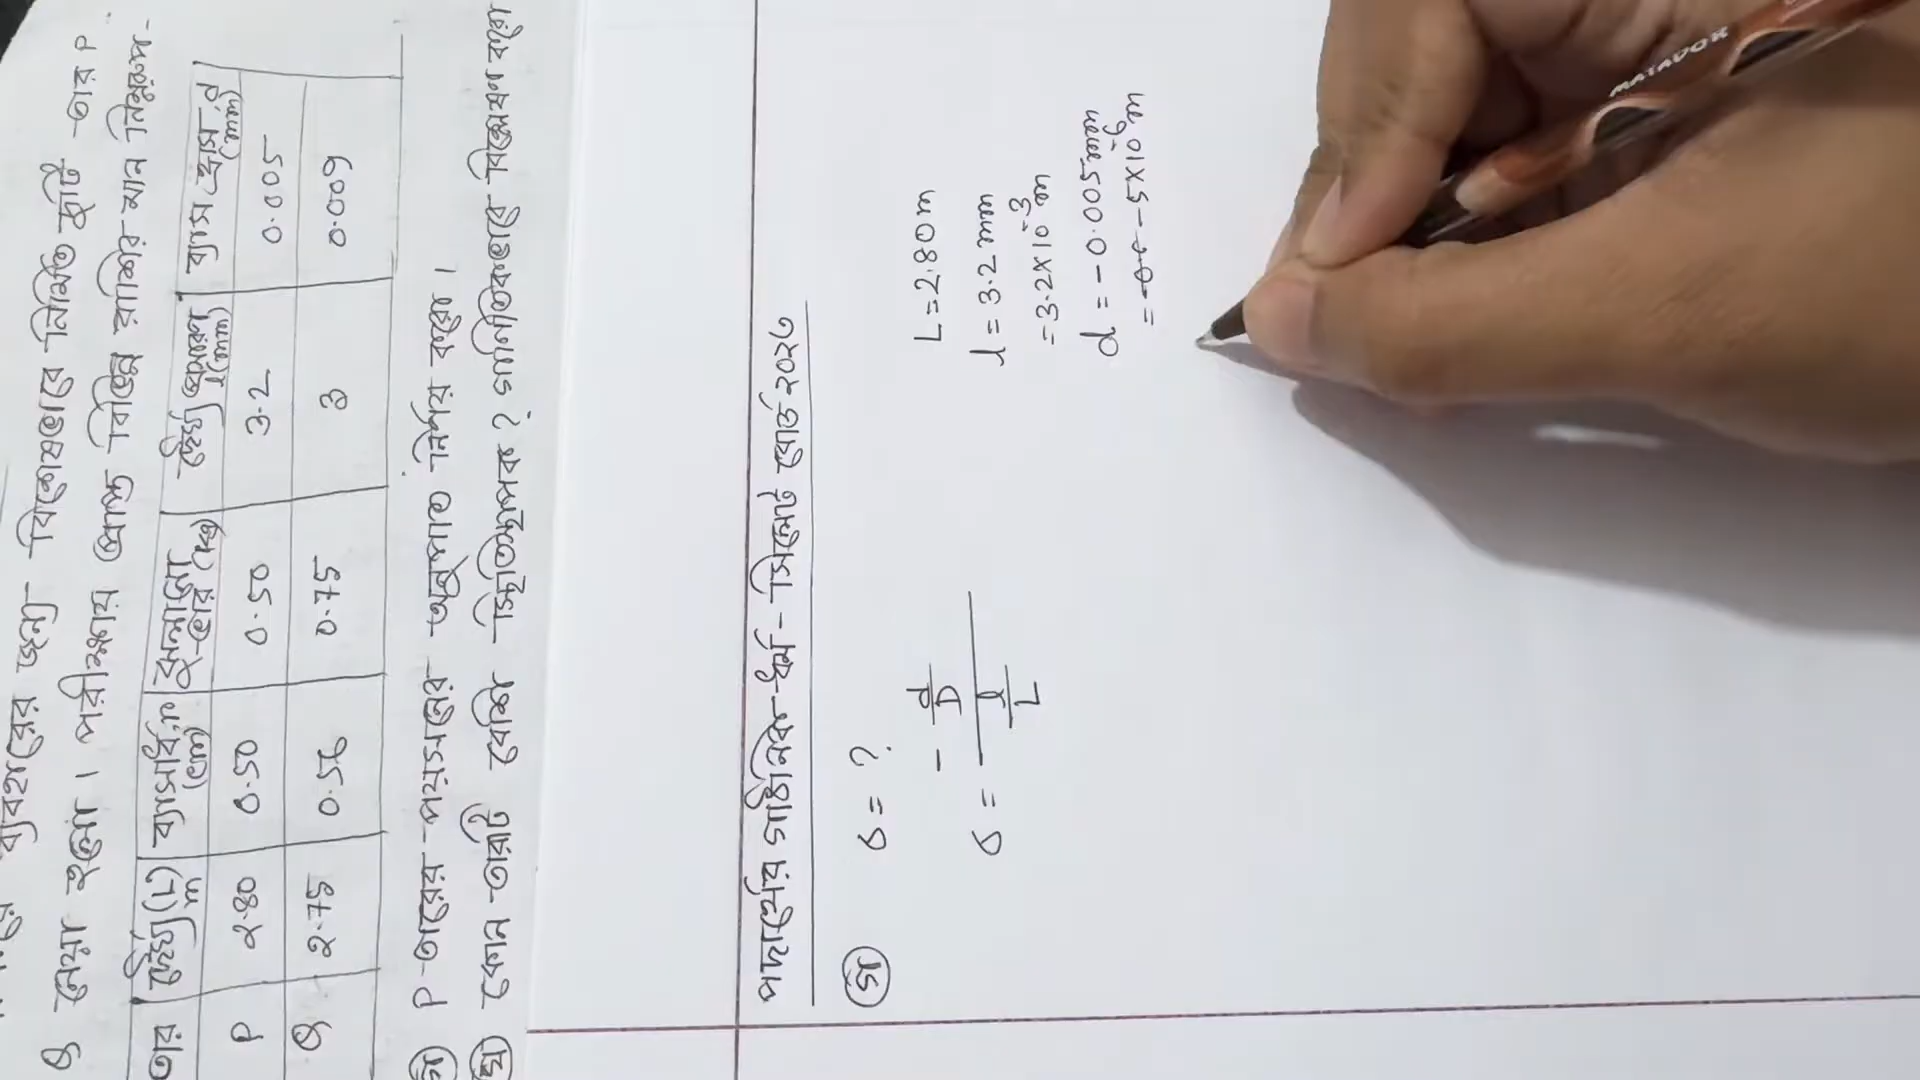 ব্যবহারের জন্য বিশেষভাবে নির্মিত দুটি তার P
ও নেয়া হলো। পরীক্ষায় প্রাপ্ত বিভিন্ন রাশির মান নিম্নরূপ-
তার দৈর্ঘ্য (L) m ব্যাসার্ধ, r (cm) ঝুলানো ভার (kg) দৈর্ঘ্য প্রসারণ l (mm) ব্যাস হ্রাস, d (mm)
P 2.80 0.50 0.50 3.2 0.005
Q 2.75 0.56 0.75 3 0.009
গ P তারের পয়সনের অনুপাত নির্ণয় কর।
ঘ কোন তারটি বেশি স্থিতিস্থাপক? গাণিতিকভাবে বিশ্লেষণ কর
পদার্থের গাঠনিক ধর্ম - সিলেট বোর্ড ২০২৩
গ
σ = ?
σ = - d/D / l/L
L = 2.80 m
l = 3.2 mm
= 3.2 × 10⁻³ m
d = - 0.005 mm
= - 5 × 10⁻⁶ m
MATADOR